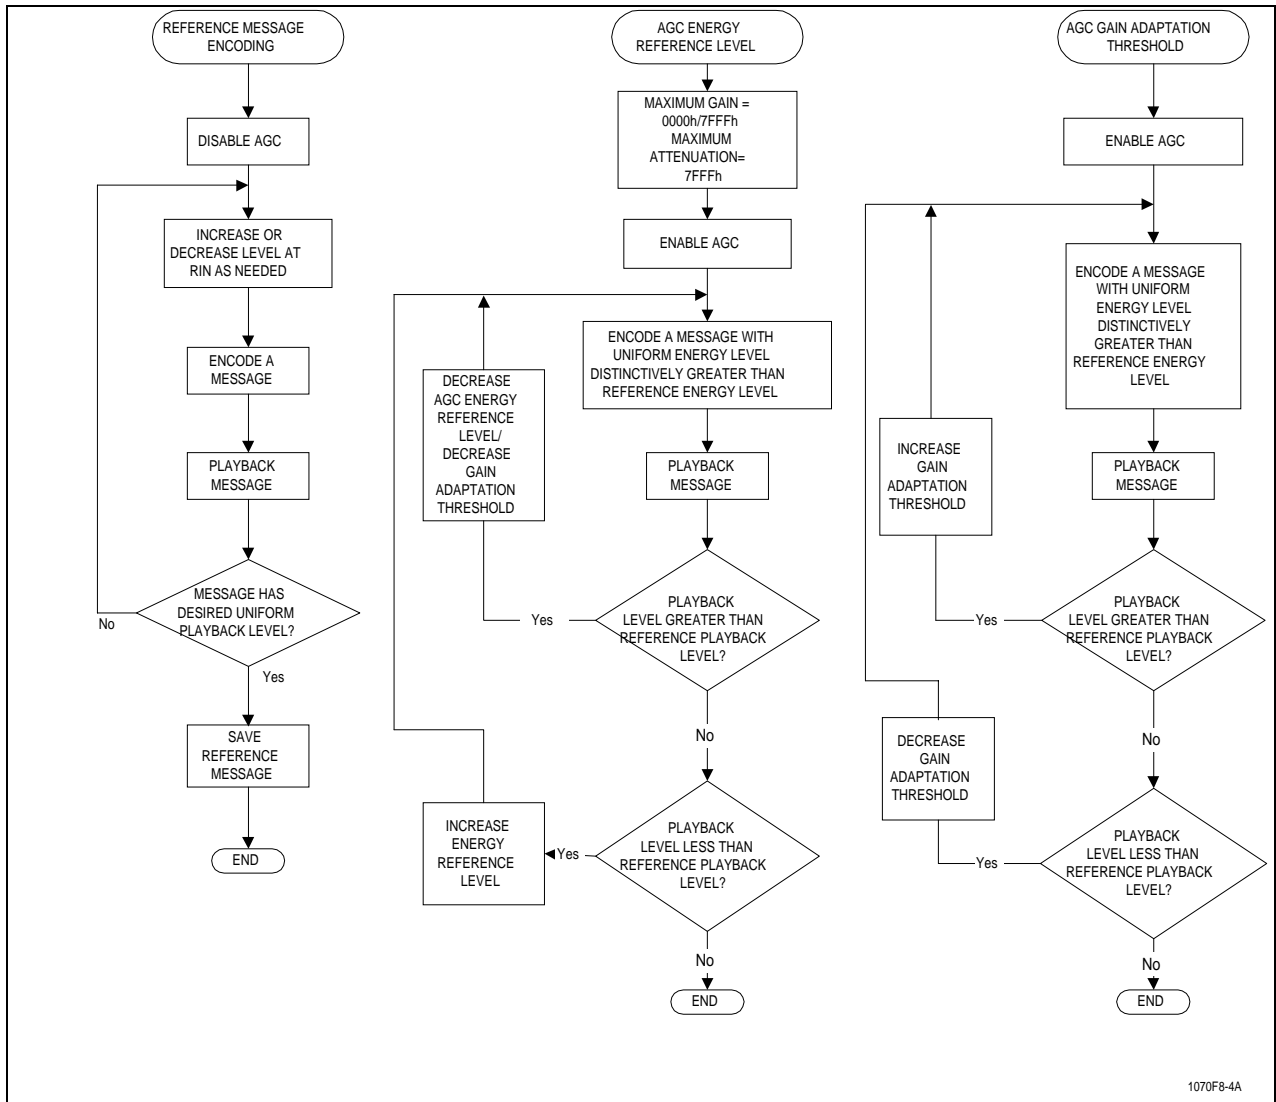 REFERENCE MESSAGE
ENCODING
DISABLE AGC
INCREASE OR
DECREASE LEVEL AT
RIN AS NEEDED
ENCODE A
MESSAGE
PLAYBACK
MESSAGE
MESSAGE HAS
DESIRED UNIFORM
PLAYBACK LEVEL?
No
Yes
SAVE
REFERENCE
MESSAGE
END
AGC ENERGY
REFERENCE LEVEL
MAXIMUM GAIN =
0000h/7FFFh
MAXIMUM
ATTENUATION=
7FFFh
ENABLE AGC
ENCODE A MESSAGE WITH
UNIFORM ENERGY LEVEL
DISTINCTIVELY GREATER THAN
REFERENCE ENERGY LEVEL
DECREASE
AGC ENERGY
REFERENCE
LEVEL/
DECREASE
GAIN
ADAPTATION
THRESHOLD
PLAYBACK
MESSAGE
PLAYBACK
LEVEL GREATER THAN
REFERENCE PLAYBACK
LEVEL?
Yes
No
PLAYBACK
LEVEL LESS THAN
REFERENCE PLAYBACK
LEVEL?
Yes
INCREASE
ENERGY
REFERENCE
LEVEL
No
END
AGC GAIN ADAPTATION
THRESHOLD
ENABLE AGC
ENCODE A MESSAGE
WITH UNIFORM
ENERGY LEVEL
DISTINCTIVELY
GREATER THAN
REFERENCE ENERGY
LEVEL
INCREASE
GAIN
ADAPTATION
THRESHOLD
PLAYBACK
MESSAGE
PLAYBACK
LEVEL GREATER THAN
REFERENCE PLAYBACK
LEVEL?
Yes
No
DECREASE
GAIN
ADAPTATION
THRESHOLD
PLAYBACK
LEVEL LESS THAN
REFERENCE PLAYBACK
LEVEL?
Yes
No
END
1070F8-4A